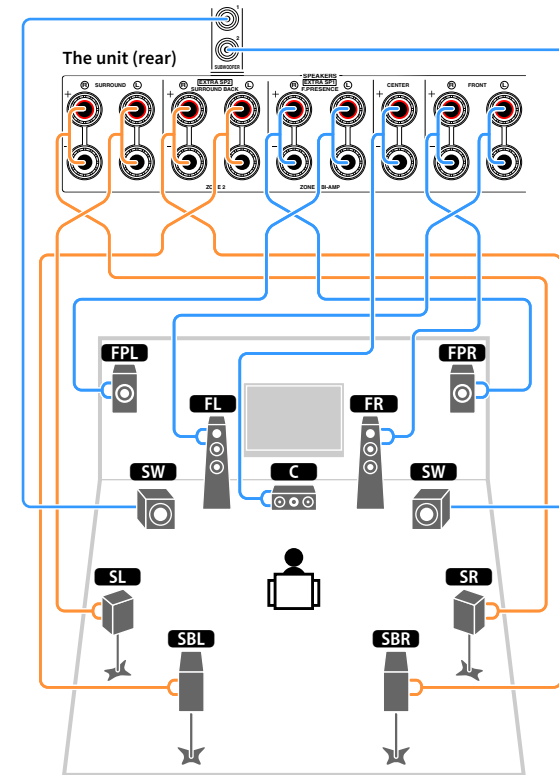 1
2
SUBWOOFER
The unit (rear)
SPEAKERS
R SURROUND L
R EXTRA SP2 L
SURROUND BACK
R EXTRA SP1 L
F.PRESENCE
CENTER
R FRONT L
+ + + + +
ZONE 2
BI-AMP
FPL FPR
FL FR
SW C SW
SL SR
SBL SBR